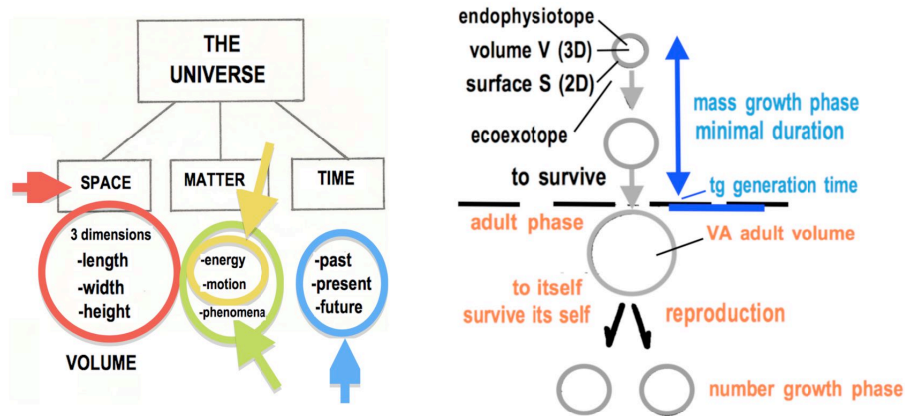 THE
UNIVERSE
SPACE
MATTER
TIME
3 dimensions
-length
-width
-height
-energy
-motion
-phenomena
-past
-present
-future
VOLUME
endophysiotope
volume V (3D)
surface S (2D)
ecoexotope
mass growth phase
minimal duration
to survive
tg generation time
adult phase
VA adult volume
to itself
survive its self
reproduction
number growth phase